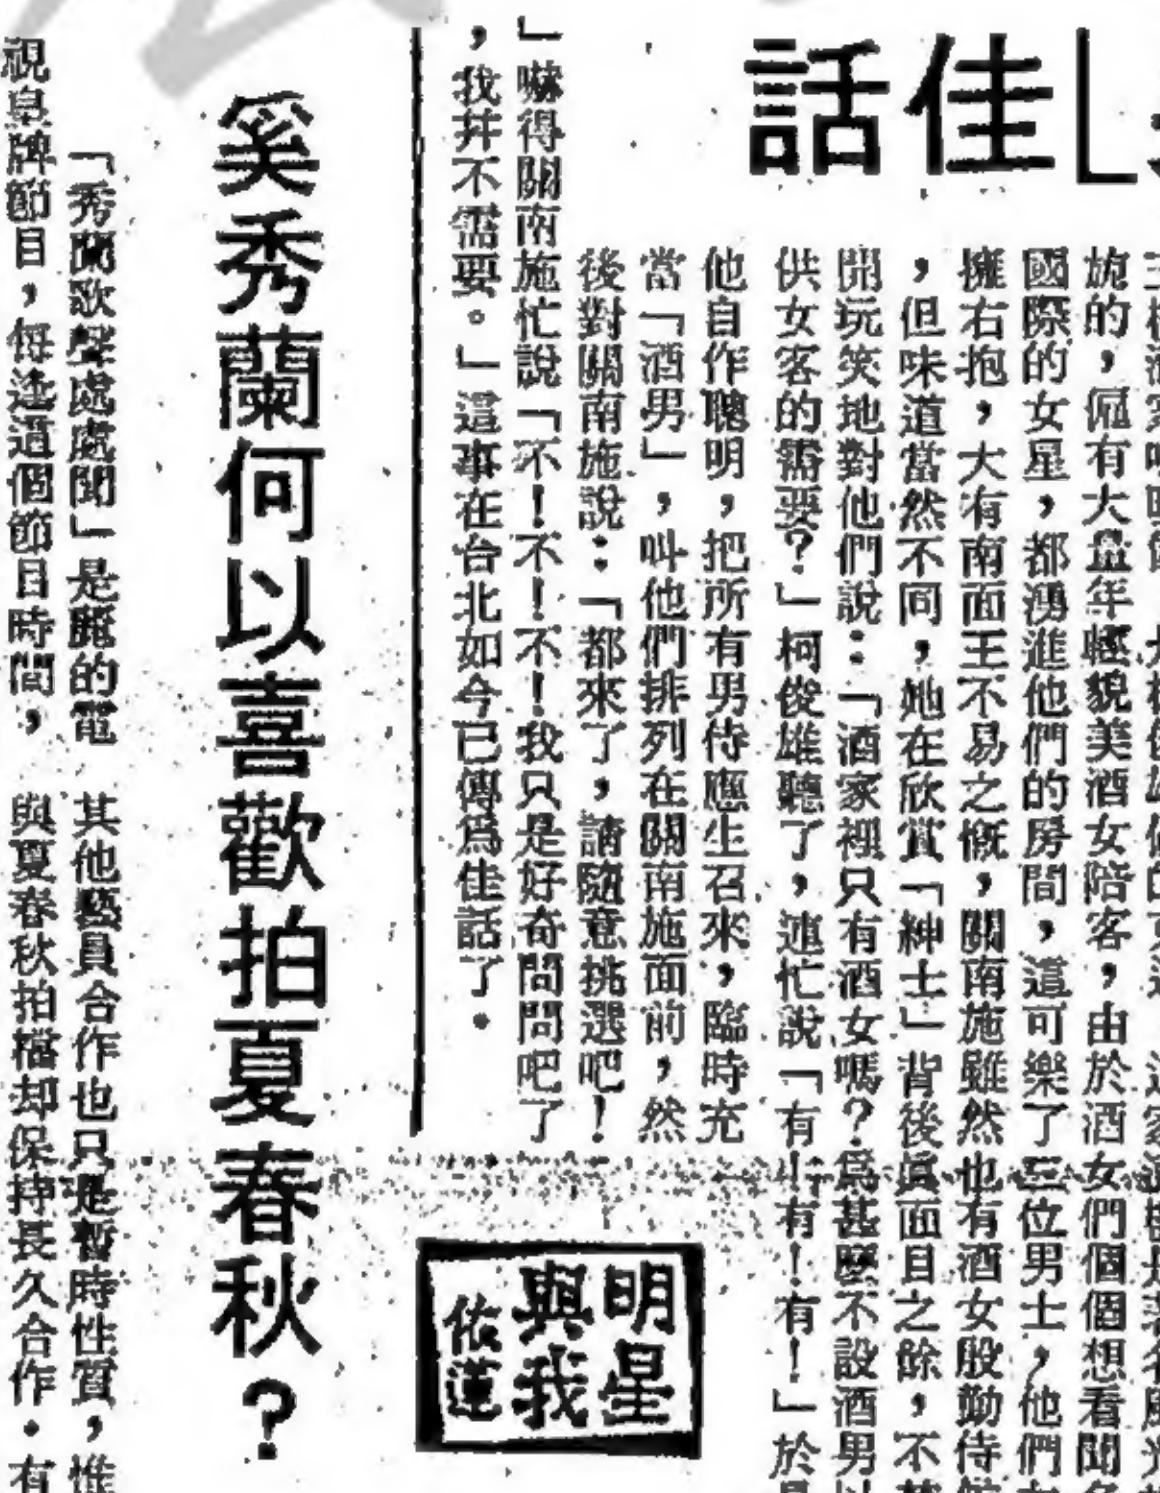 」佳話
旎的，偓有大量年輕貌美酒女陪客，由於酒女們個個想看聞
國際的女星，都湧進他們的房間，這可樂了三位男士，他們
擁右抱，大有南面王不易之慨，關南施雖然也有酒女殷勤侍
，但味道當然不同，她在欣賞「紳士」背後眞面目之餘，不
開玩笑地對他們說：「酒家裡只有酒女嗎？爲甚麼不設酒男以
供女客的需要？」柯俊雄聽了，連忙說「有！有！有！」於
他自作聰明，把所有男侍應生召來，臨時充
當「酒男」，叫他們排列在關南施面前，然
後對關南施說：「都來了，請隨意挑選吧！
」嚇得關南施忙說「不！不！不！我只是好奇問問吧了
，我幷不需要。」這事在台北如今已傳爲佳話了。
明星
與我
依蓮
奚秀蘭何以喜歡拍夏春秋？
「秀蘭歌聲處處聞」是麗的電
視皇牌節目，每逢過個節目時間，
其他藝員合作也只是暫時性質，惟
與夏春秋拍檔却保持長久合作。有